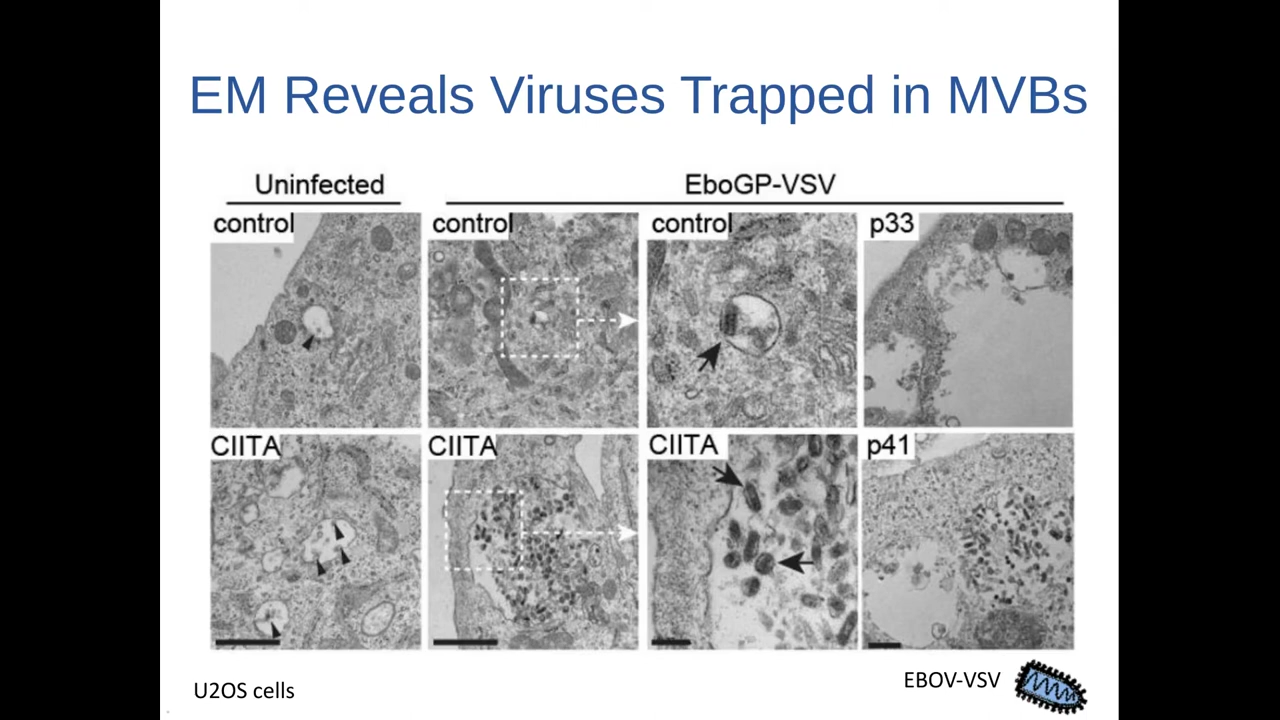 EM Reveals Viruses Trapped in MVBs
Uninfected
EboGP-VSV
control
control
control
p33
CIITA
CIITA
CIITA
p41
U2OS cells
EBOV-VSV